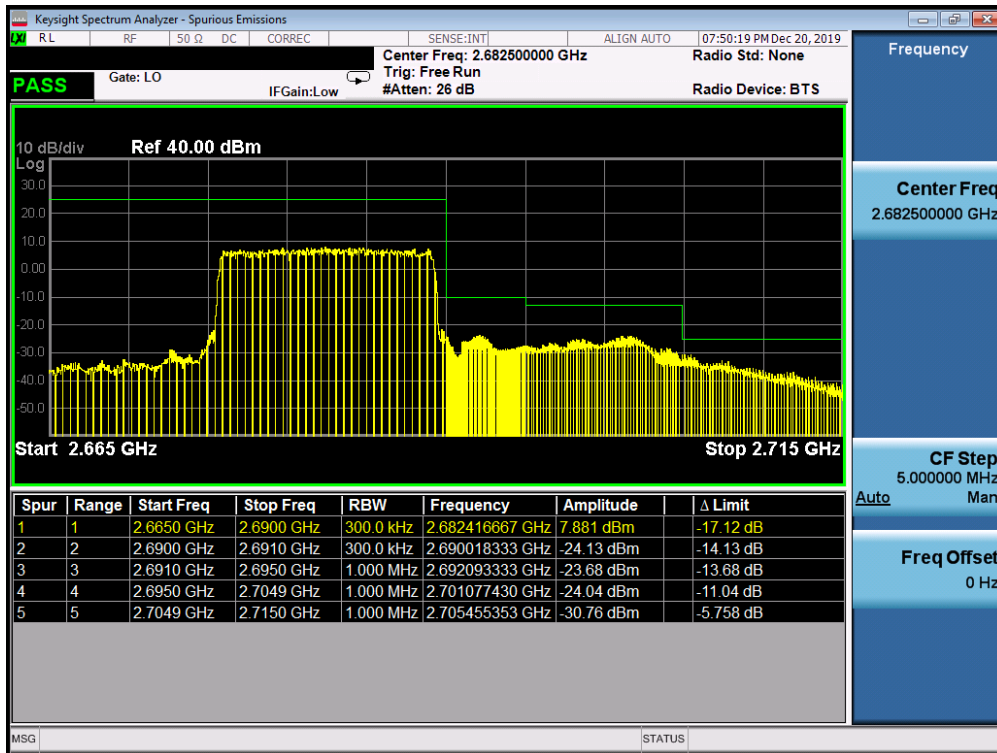 Keysight Spectrum Analyzer - Spurious Emissions
LXI RL RF 50 Ω DC CORREC SENSE:INT ALIGN AUTO 07:50:19 PM Dec 20, 2019
Center Freq: 2.682500000 GHz Radio Std: None
Trig: Free Run
PASS Gate: LO IFGain:Low #Atten: 26 dB Radio Device: BTS
Frequency
10 dB/div Ref 40.00 dBm
Log
30.0
20.0
10.0
0.00
-10.0
-20.0
-30.0
-40.0
-50.0
Start 2.665 GHz Stop 2.715 GHz
Spur Range Start Freq Stop Freq RBW Frequency Amplitude Δ Limit
1 1 2.6650 GHz 2.6900 GHz 300.0 kHz 2.682416667 GHz 7.881 dBm -17.12 dB
2 2 2.6900 GHz 2.6910 GHz 300.0 kHz 2.690018333 GHz -24.13 dBm -14.13 dB
3 3 2.6910 GHz 2.6950 GHz 1.000 MHz 2.692093333 GHz -23.68 dBm -13.68 dB
4 4 2.6950 GHz 2.7049 GHz 1.000 MHz 2.701077430 GHz -24.04 dBm -11.04 dB
5 5 2.7049 GHz 2.7150 GHz 1.000 MHz 2.705455353 GHz -30.76 dBm -5.758 dB
Center Freq
2.682500000 GHz
CF Step
5.000000 MHz
Auto Man
Freq Offset
0 Hz
MSG STATUS